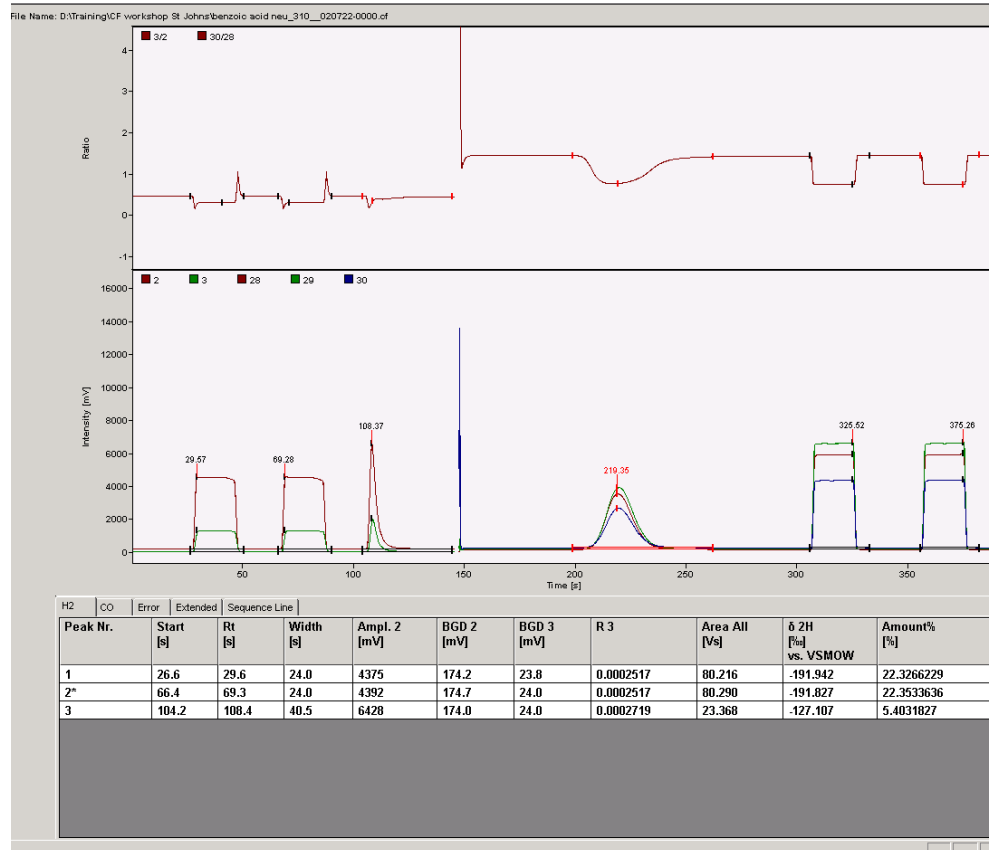 File Name: D:\Training\CF workshop St Johns\benzoic acid neu_310__020722-0000.cf
3/2 30/28
4
3
2
1
0
-1
Ratio
2 3 28 29 30
16000
14000
12000
10000
8000
6000
4000
2000
0
Intensity [mV]
29.57 69.28 108.37 219.35 325.52 375.26
50 100 150 200 250 300 350
Time [s]
H2 CO Error Extended Sequence Line
Peak Nr. Start [s] Rt [s] Width [s] Ampl. 2 [mV] BGD 2 [mV] BGD 3 [mV] R 3 Area All [Vs] δ 2H [‰] vs. VSMOW Amount% [%]
1 26.6 29.6 24.0 4375 174.2 23.8 0.0002517 80.216 -191.942 22.3266229
2* 66.4 69.3 24.0 4392 174.7 24.0 0.0002517 80.290 -191.827 22.3533636
3 104.2 108.4 40.5 6428 174.0 24.0 0.0002719 23.368 -127.107 5.4031827